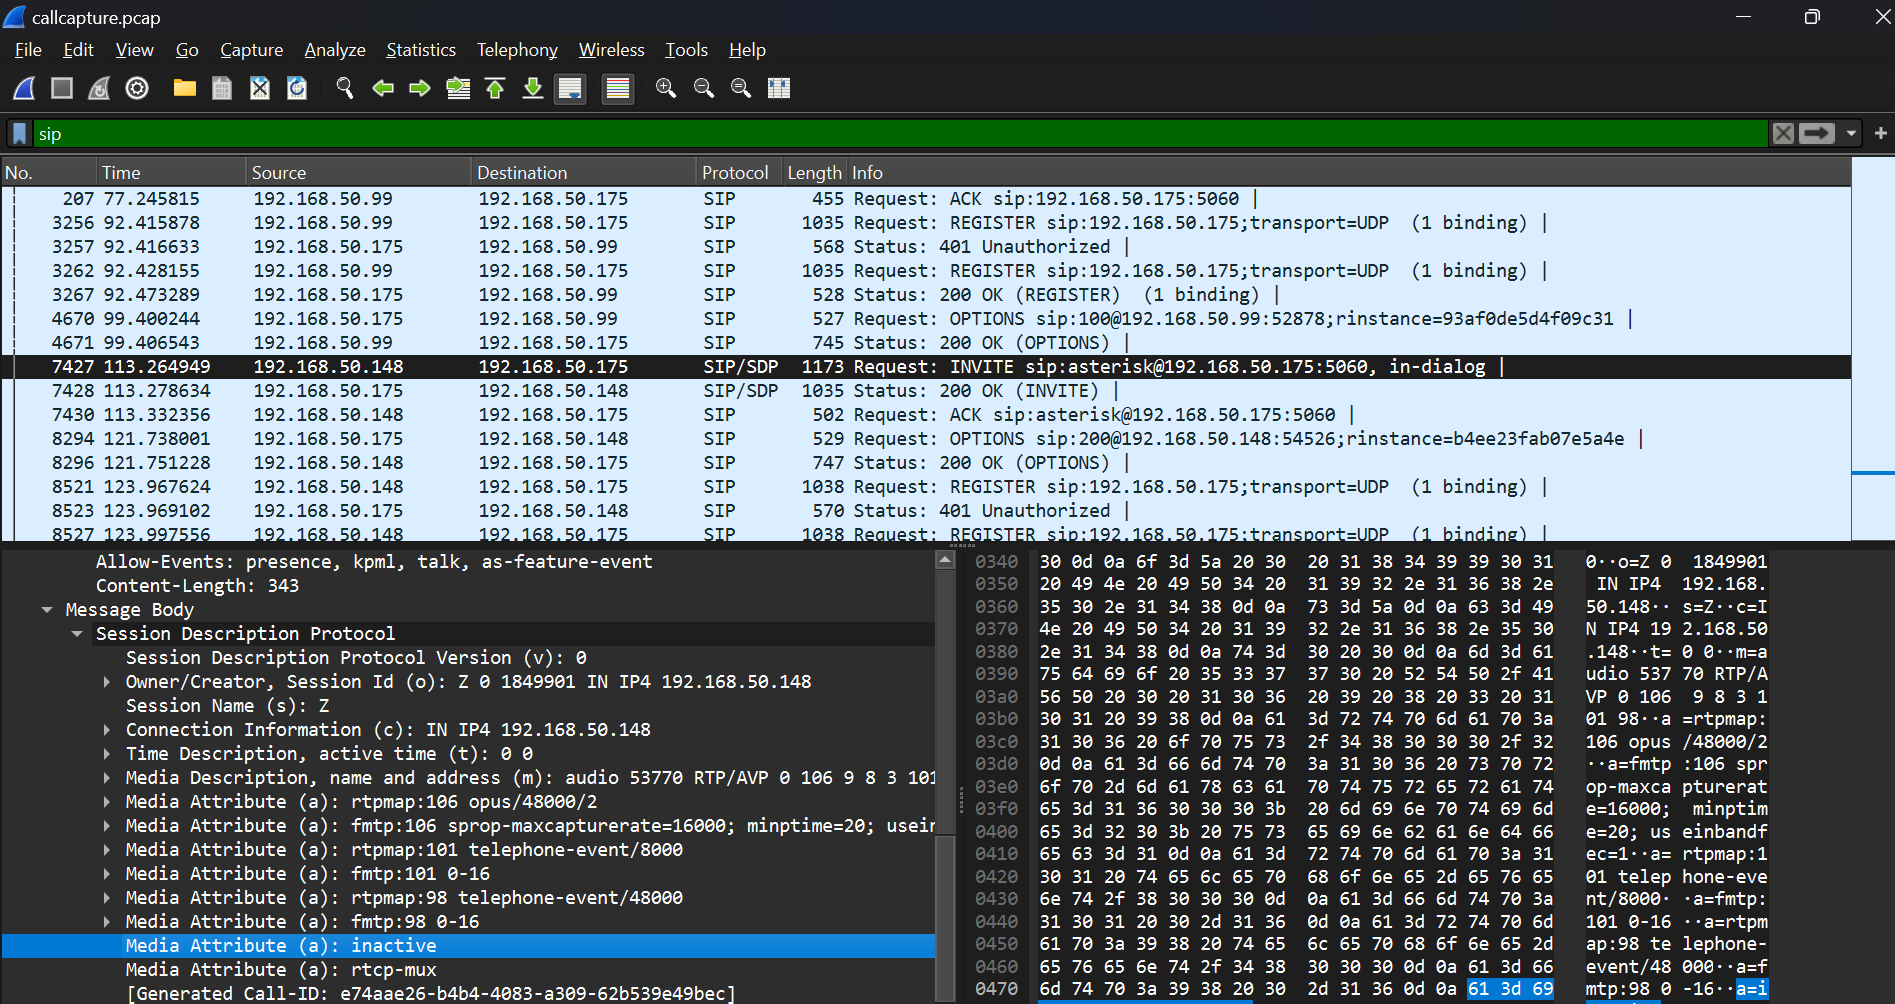 callcapture.pcap
File Edit View Go Capture Analyze Statistics Telephony Wireless Tools Help
sip
No. Time Source Destination Protocol Length Info
207 77.245815 192.168.50.99 192.168.50.175 SIP 455 Request: ACK sip:192.168.50.175:5060 |
3256 92.415878 192.168.50.99 192.168.50.175 SIP 1035 Request: REGISTER sip:192.168.50.175;transport=UDP (1 binding) |
3257 92.416633 192.168.50.175 192.168.50.99 SIP 568 Status: 401 Unauthorized |
3262 92.428155 192.168.50.99 192.168.50.175 SIP 1035 Request: REGISTER sip:192.168.50.175;transport=UDP (1 binding) |
3267 92.473289 192.168.50.175 192.168.50.99 SIP 528 Status: 200 OK (REGISTER) (1 binding) |
4670 99.400244 192.168.50.175 192.168.50.99 SIP 527 Request: OPTIONS sip:100@192.168.50.99:52878;rinstance=93af0de5d4f09c31 |
4671 99.406543 192.168.50.99 192.168.50.175 SIP 745 Status: 200 OK (OPTIONS) |
7427 113.264949 192.168.50.148 192.168.50.175 SIP/SDP 1173 Request: INVITE sip:asterisk@192.168.50.175:5060, in-dialog |
7428 113.278634 192.168.50.175 192.168.50.148 SIP/SDP 1035 Status: 200 OK (INVITE) |
7430 113.332356 192.168.50.148 192.168.50.175 SIP 502 Request: ACK sip:asterisk@192.168.50.175:5060 |
8294 121.738001 192.168.50.175 192.168.50.148 SIP 529 Request: OPTIONS sip:200@192.168.50.148:54526;rinstance=b4ee23fab07e5a4e |
8296 121.751228 192.168.50.148 192.168.50.175 SIP 747 Status: 200 OK (OPTIONS) |
8521 123.967624 192.168.50.148 192.168.50.175 SIP 1038 Request: REGISTER sip:192.168.50.175;transport=UDP (1 binding) |
8523 123.969102 192.168.50.175 192.168.50.148 SIP 570 Status: 401 Unauthorized |
8527 123.997556 192.168.50.148 192.168.50.175 SIP 1038 Request: REGISTER sip:192.168.50.175;transport=UDP (1 binding) |
Allow-Events: presence, kpml, talk, as-feature-event
Content-Length: 343
Message Body
Session Description Protocol
Session Description Protocol Version (v): 0
Owner/Creator, Session Id (o): Z 0 1849901 IN IP4 192.168.50.148
Session Name (s): Z
Connection Information (c): IN IP4 192.168.50.148
Time Description, active time (t): 0 0
Media Description, name and address (m): audio 53770 RTP/AVP 0 106 9 8 3 101
Media Attribute (a): rtpmap:106 opus/48000/2
Media Attribute (a): fmtp:106 sprop-maxcapturerate=16000; minptime=20; usein
Media Attribute (a): rtpmap:101 telephone-event/8000
Media Attribute (a): fmtp:101 0-16
Media Attribute (a): rtpmap:98 telephone-event/48000
Media Attribute (a): fmtp:98 0-16
Media Attribute (a): inactive
Media Attribute (a): rtcp-mux
[Generated Call-ID: e74aae26-b4b4-4083-a309-62b539e49bec]
0340 30 0d 0a 6f 3d 5a 20 30 20 31 38 34 39 39 30 31 0··o=Z 0 1849901
0350 20 49 4e 20 49 50 34 20 31 39 32 2e 31 36 38 2e IN IP4 192.168.
0360 35 30 2e 31 34 38 0d 0a 73 3d 5a 0d 0a 63 3d 49 50.148·· s=Z··c=I
0370 4e 20 49 50 34 20 31 39 32 2e 31 36 38 2e 35 30 N IP4 19 2.168.50
0380 2e 31 34 38 0d 0a 74 3d 30 20 30 0d 0a 6d 3d 61 .148··t= 0 0··m=a
0390 75 64 69 6f 20 35 33 37 37 30 20 52 54 50 2f 41 udio 537 70 RTP/A
03a0 56 50 20 30 20 31 30 36 20 39 20 38 20 33 20 31 VP 0 106 9 8 3 1
03b0 30 31 20 39 38 0d 0a 61 3d 72 74 70 6d 61 70 3a 01 98··a =rtpmap:
03c0 31 30 36 20 6f 70 75 73 2f 34 38 30 30 30 2f 32 106 opus /48000/2
03d0 0d 0a 61 3d 66 6d 74 70 3a 31 30 36 20 73 70 72 ··a=fmtp :106 spr
03e0 6f 70 2d 6d 61 78 63 61 70 74 75 72 65 72 61 74 op-maxca pturerat
03f0 65 3d 31 36 30 30 30 3b 20 6d 69 6e 70 74 69 6d e=16000; minptim
0400 65 3d 32 30 3b 20 75 73 65 69 6e 62 61 6e 64 66 e=20; us einbandf
0410 65 63 3d 31 0d 0a 61 3d 72 74 70 6d 61 70 3a 31 ec=1··a= rtpmap:1
0420 30 31 20 74 65 6c 65 70 68 6f 6e 65 2d 65 76 65 01 telep hone-eve
0430 6e 74 2f 38 30 30 30 0d 0a 61 3d 66 6d 74 70 3a nt/8000· ·a=fmtp:
0440 31 30 31 20 30 2d 31 36 0d 0a 61 3d 72 74 70 6d 101 0-16 ··a=rtpm
0450 61 70 3a 39 38 20 74 65 6c 65 70 68 6f 6e 65 2d ap:98 te lephone-
0460 65 76 65 6e 74 2f 34 38 30 30 30 0d 0a 61 3d 66 event/48 000··a=f
0470 6d 74 70 3a 39 38 20 30 2d 31 36 0d 0a 61 3d 69 mtp:98 0 -16··a=i